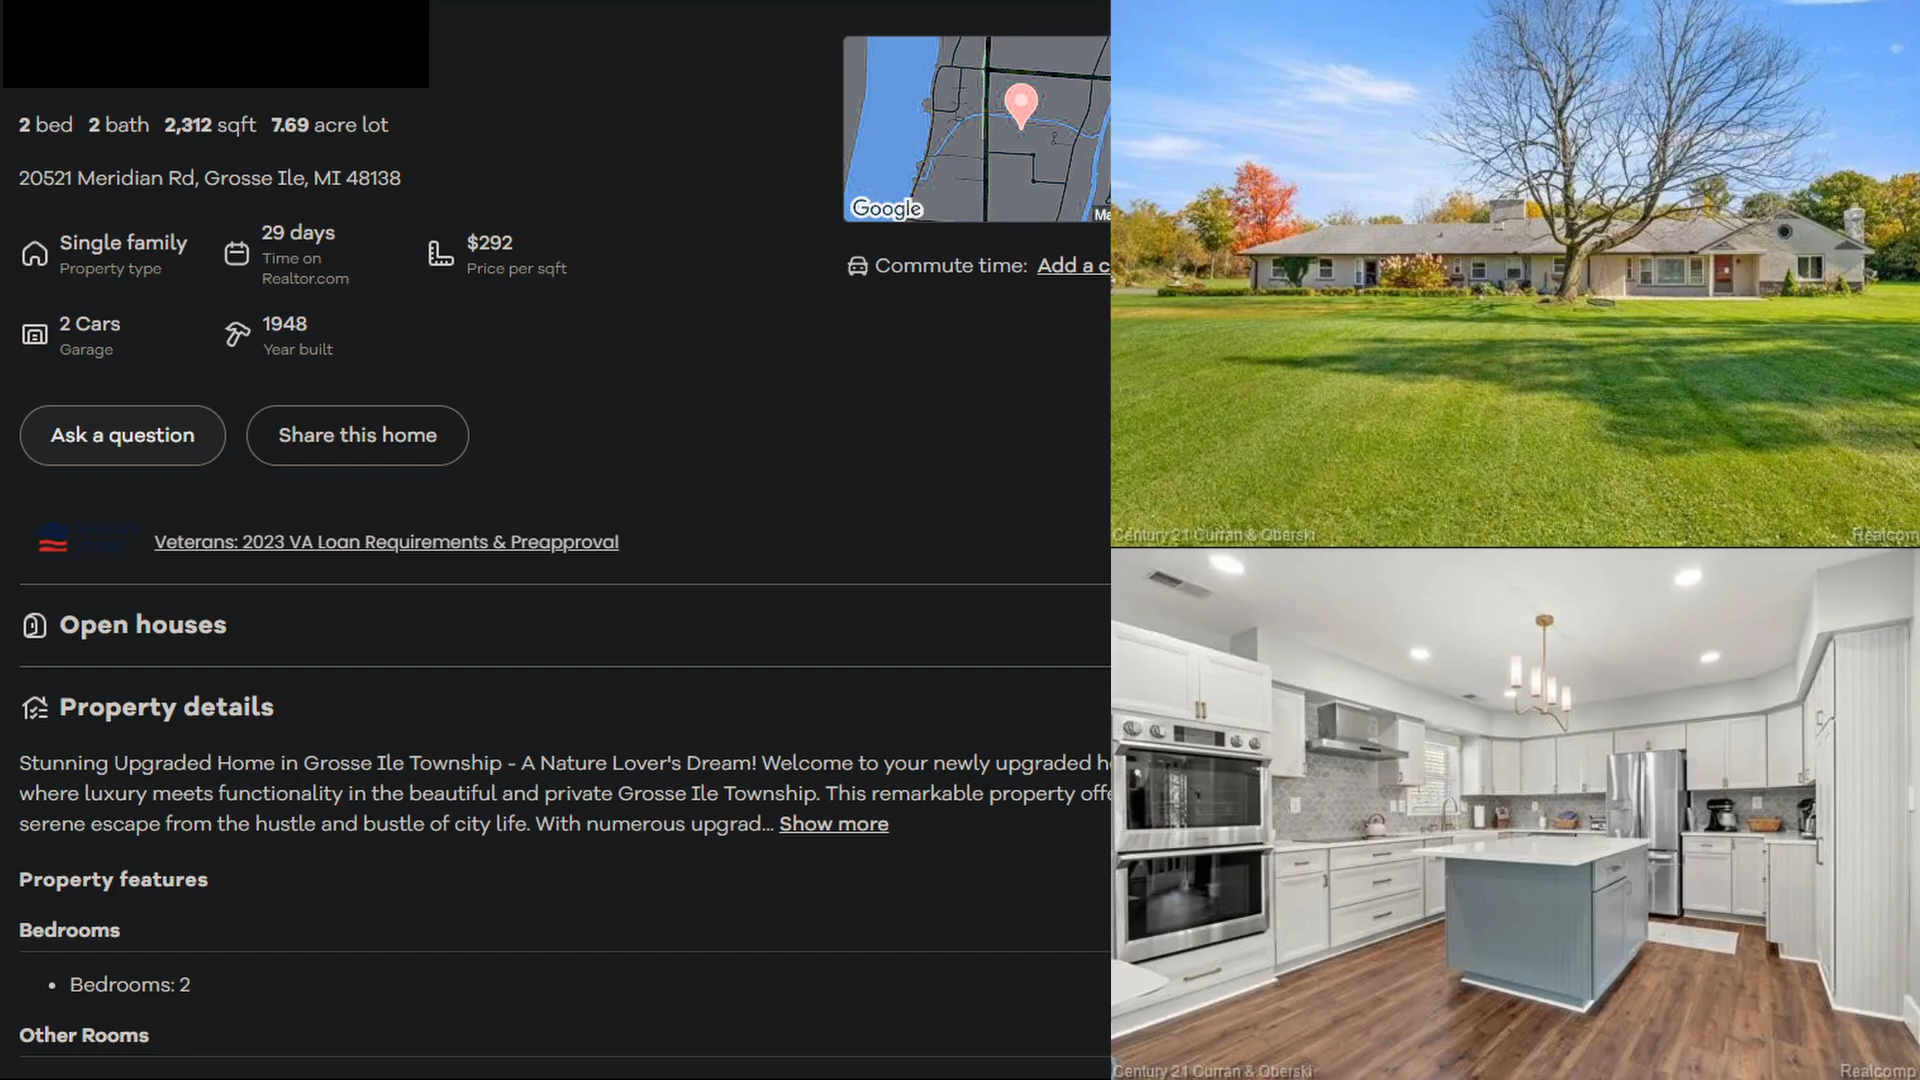 2 bed 2 bath 2,312 sqft 7.69 acre lot
20521 Meridian Rd, Grosse Ile, MI 48138
Single family
Property type
29 days
Time on
Realtor.com
$292
Price per sqft
2 Cars
Garage
1948
Year built
Google
Ma
Commute time: Add a c
Ask a question
Share this home
Veterans: 2023 VA Loan Requirements & Preapproval
Open houses
Property details
Stunning Upgraded Home in Grosse Ile Township - A Nature Lover's Dream! Welcome to your newly upgraded h
where luxury meets functionality in the beautiful and private Grosse Ile Township. This remarkable property offe
serene escape from the hustle and bustle of city life. With numerous upgrad... Show more
Property features
Bedrooms
• Bedrooms: 2
Other Rooms
Century 21 Curran & Oberski
Realcom
Century 21 Curran & Oberski
Realcomp